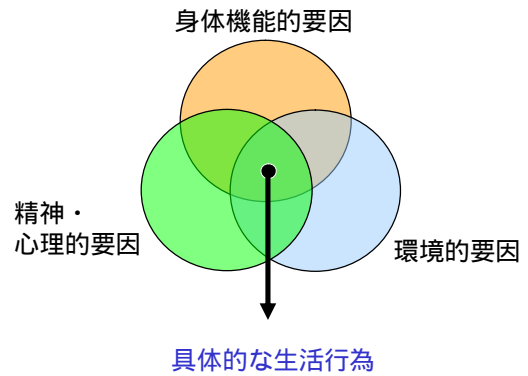 身体機能的要因
精神・
心理的要因
環境的要因
具体的な生活行為